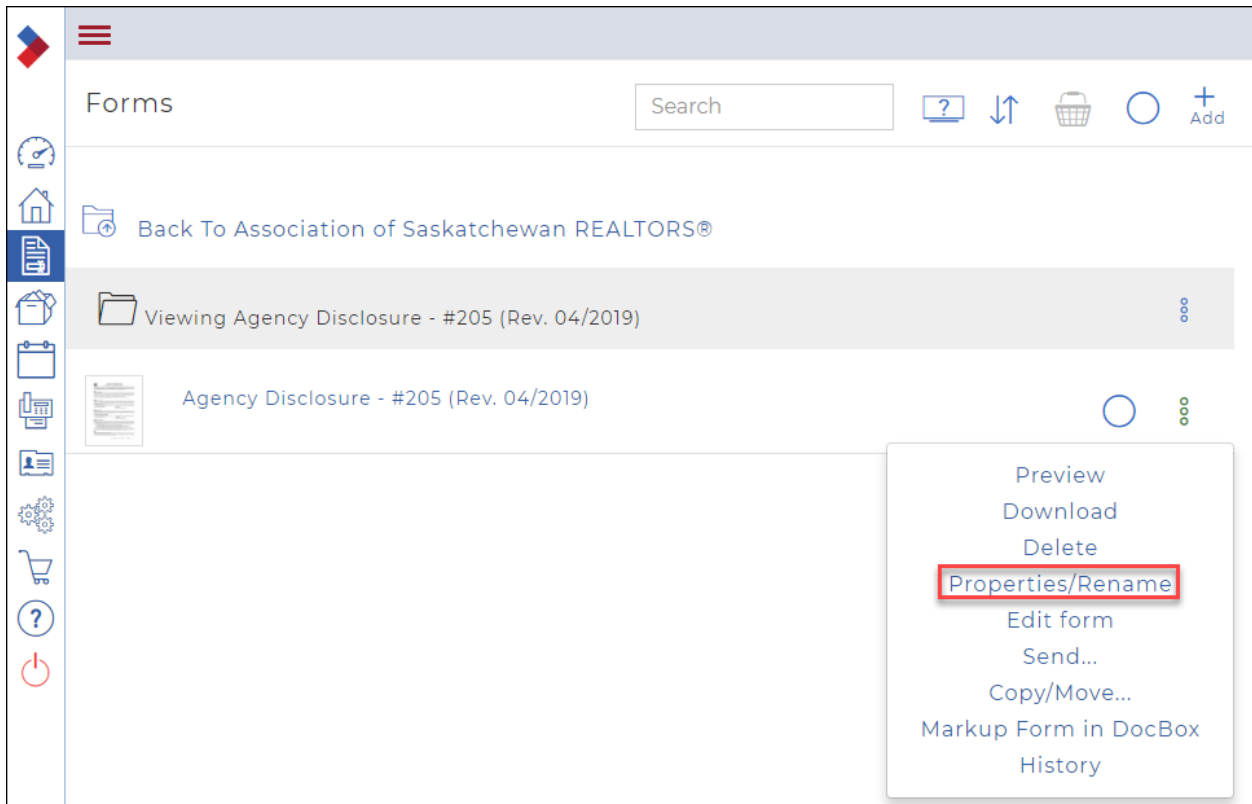 Forms
Search
?
Add
Back To Association of Saskatchewan REALTORS®
Viewing Agency Disclosure - #205 (Rev. 04/2019)
Agency Disclosure - #205 (Rev. 04/2019)
Preview
Download
Delete
Properties/Rename
Edit form
Send...
Copy/Move...
Markup Form in DocBox
History
?